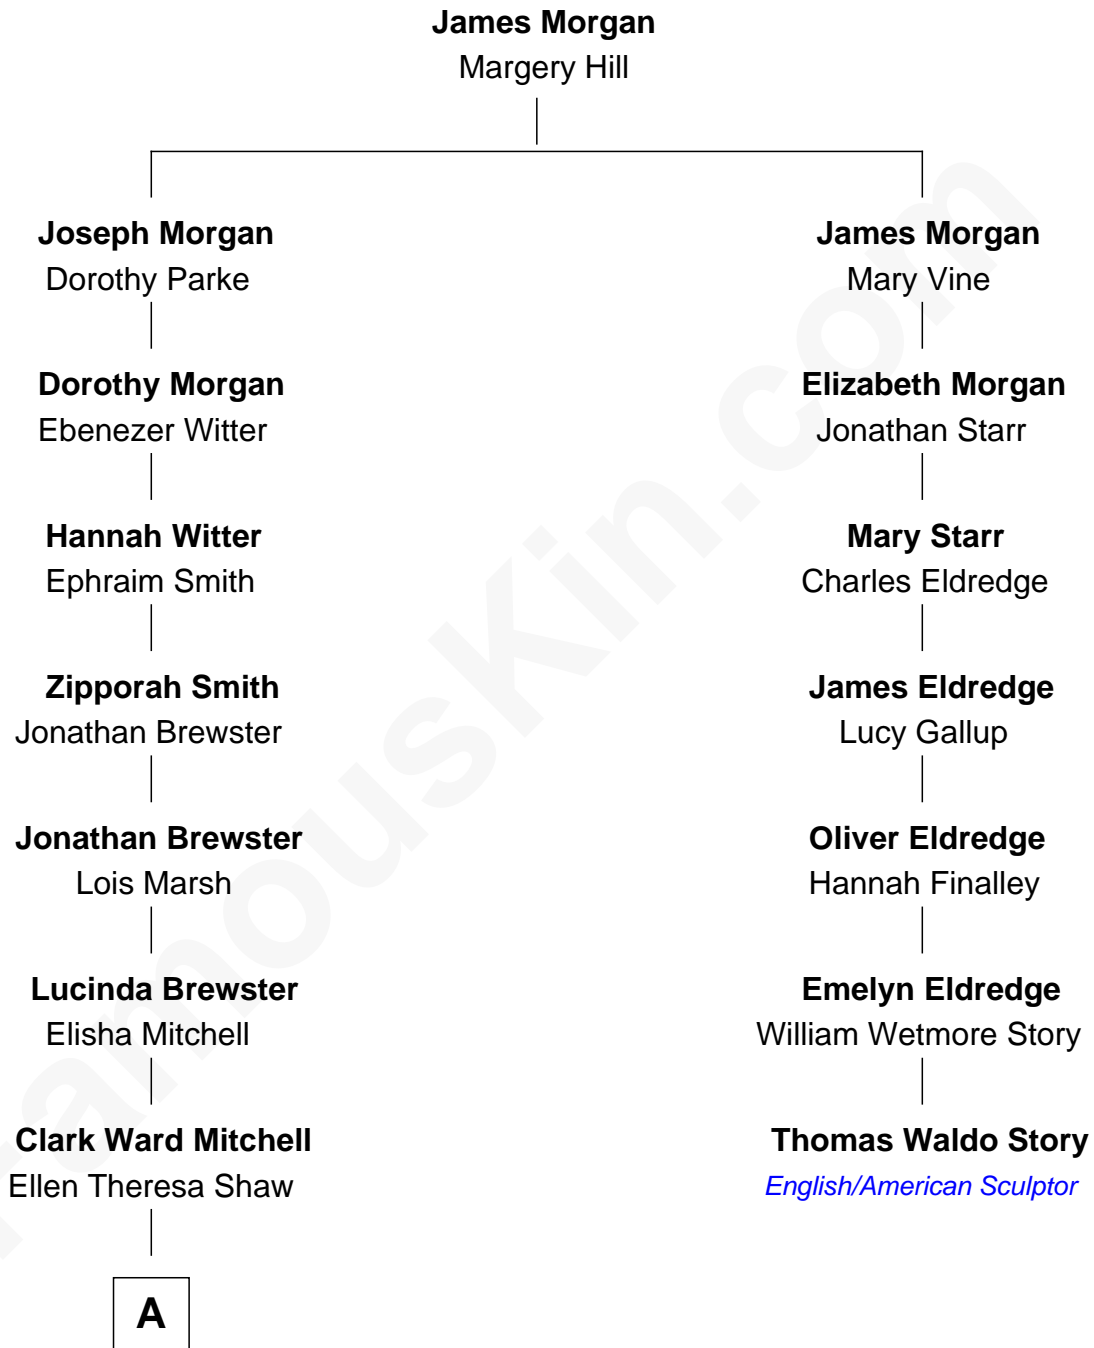 James Morgan
Margery Hill
Joseph Morgan
Dorothy Parke
James Morgan
Mary Vine
Dorothy Morgan
Ebenezer Witter
Elizabeth Morgan
Jonathan Starr
Hannah Witter
Ephraim Smith
Mary Starr
Charles Eldredge
Zipporah Smith
Jonathan Brewster
James Eldredge
Lucy Gallup
Jonathan Brewster
Lois Marsh
Oliver Eldredge
Hannah Finalley
Lucinda Brewster
Elisha Mitchell
Emelyn Eldredge
William Wetmore Story
Clark Ward Mitchell
Ellen Theresa Shaw
Thomas Waldo Story
English/American Sculptor
A
FamousKin.com